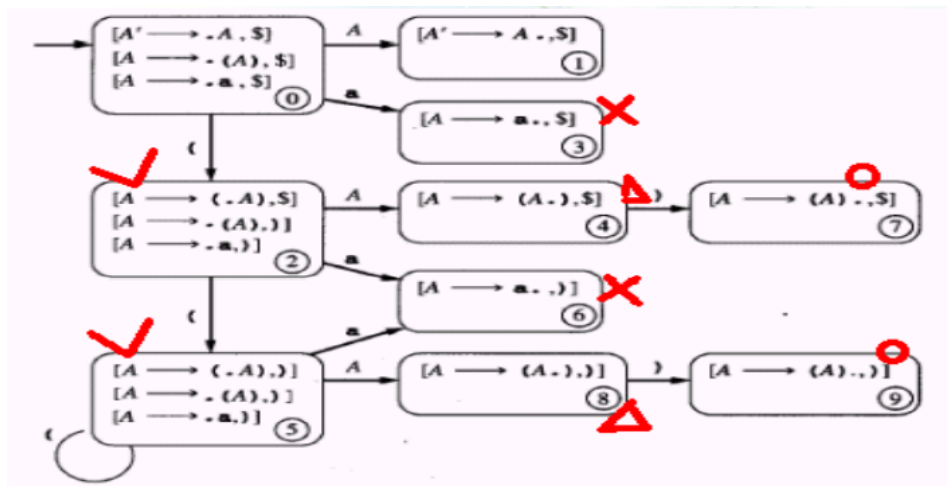 [A' → .A, $]
[A → .(A), $]
[A → .a, $]
0
A
[A' → A., $]
1
a
[A → a., $]
3
(
[A → (.A), $]
[A → .(A), )]
[A → .a, )]
2
A
[A → (A.), $]
4
)
[A → (A)., $]
7
a
[A → a., )]
6
(
a
[A → (.A), )]
[A → .(A), )]
[A → .a, )]
5
A
[A → (A.), )]
8
)
[A → (A)., )]
9
(